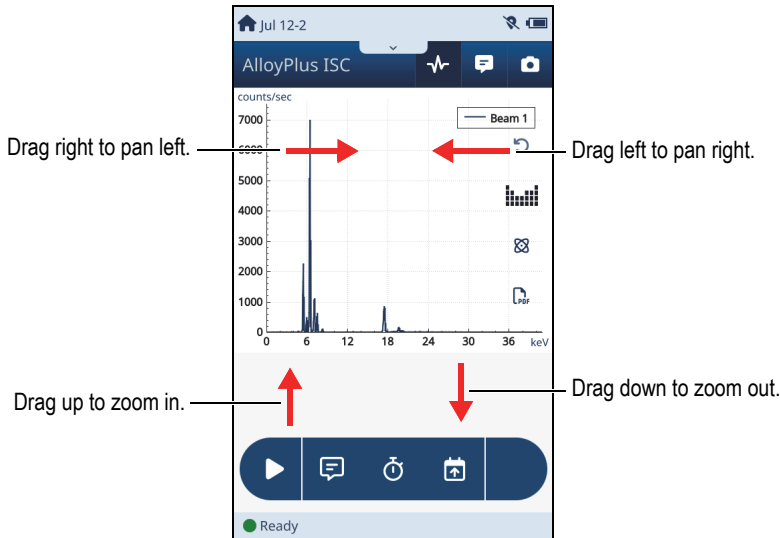 Jul 12-2
AlloyPlus ISC
counts/sec
Beam 1
7000
6000
5000
4000
3000
2000
1000
0
0 6 12 18 24 30 36 keV
Drag right to pan left.
Drag left to pan right.
PDF
Drag up to zoom in.
Drag down to zoom out.
Ready